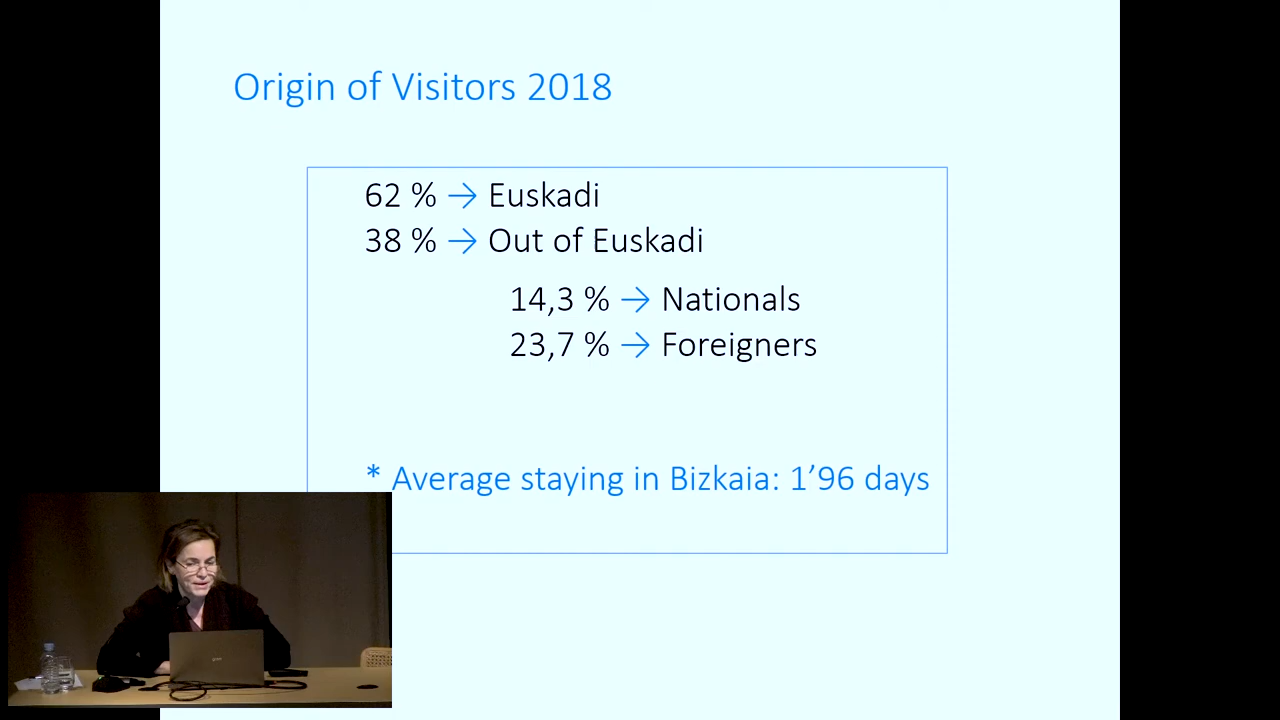 Origin of Visitors 2018
62 % → Euskadi
38 % → Out of Euskadi
14,3 % → Nationals
23,7 % → Foreigners
* Average staying in Bizkaia: 1’96 days